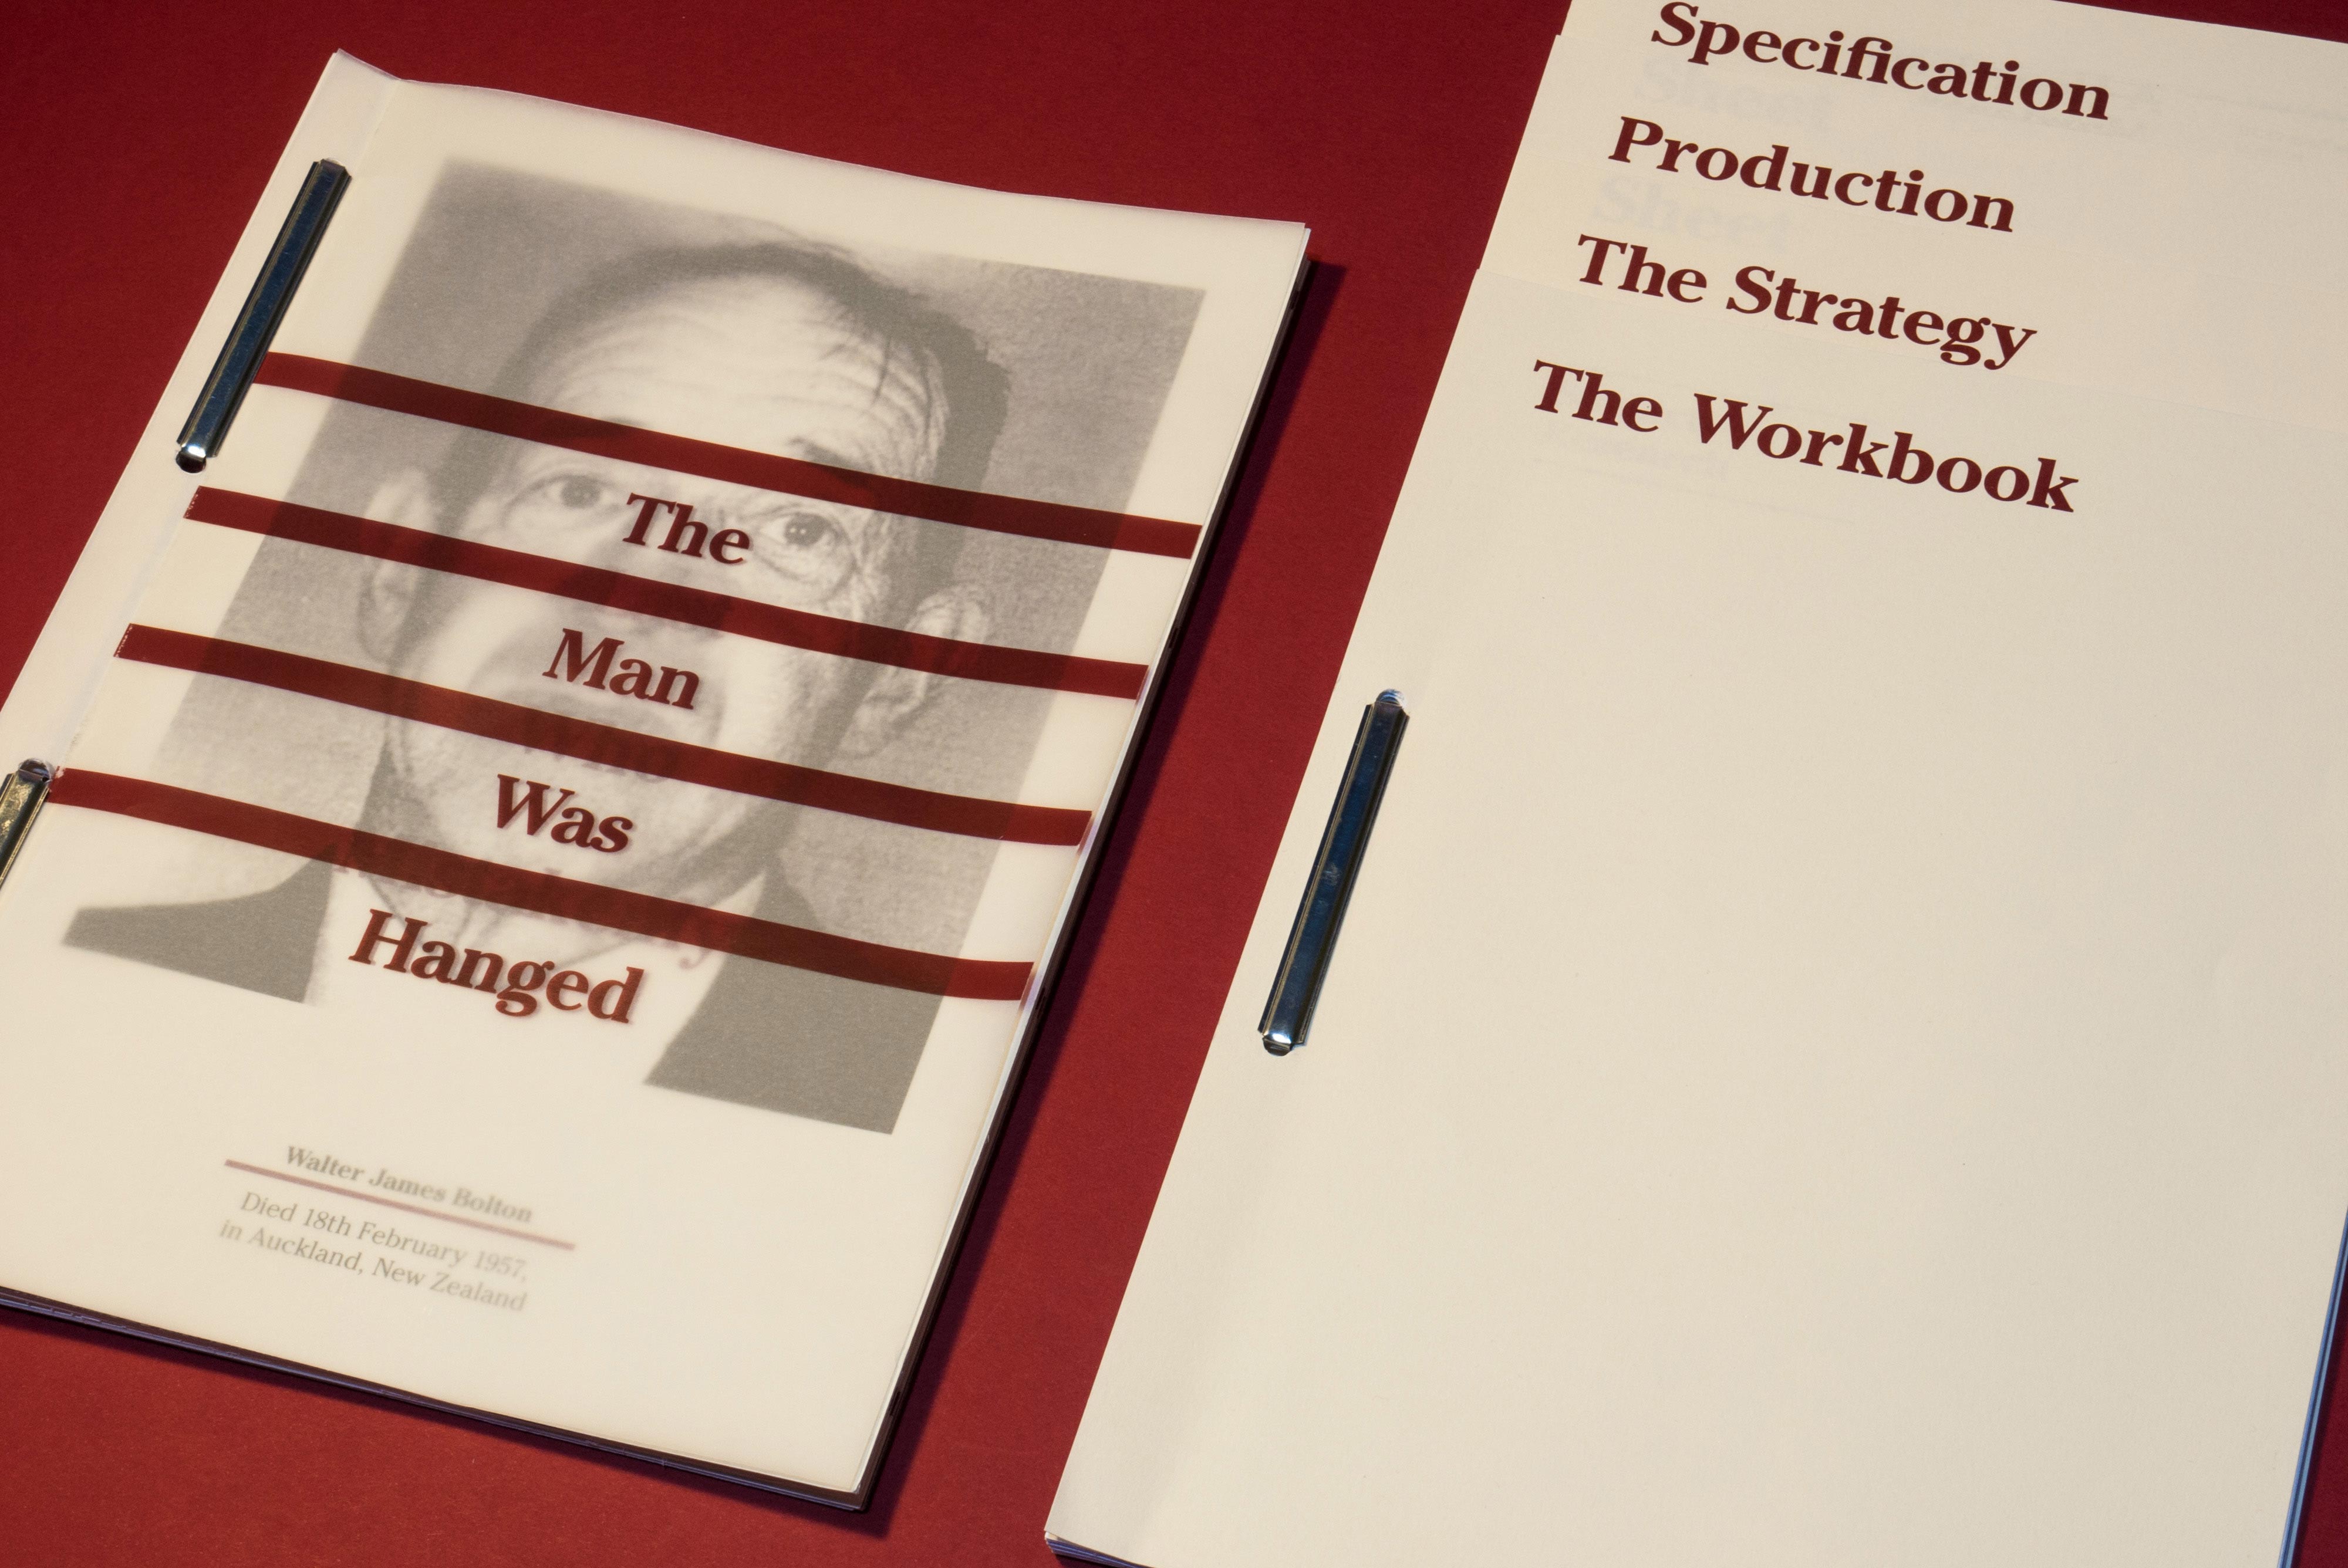 The
Man
Was
Hanged
Walter James Bolton
Died 18th February 1957,
in Auckland, New Zealand
Specification
Production
The Strategy
The Workbook